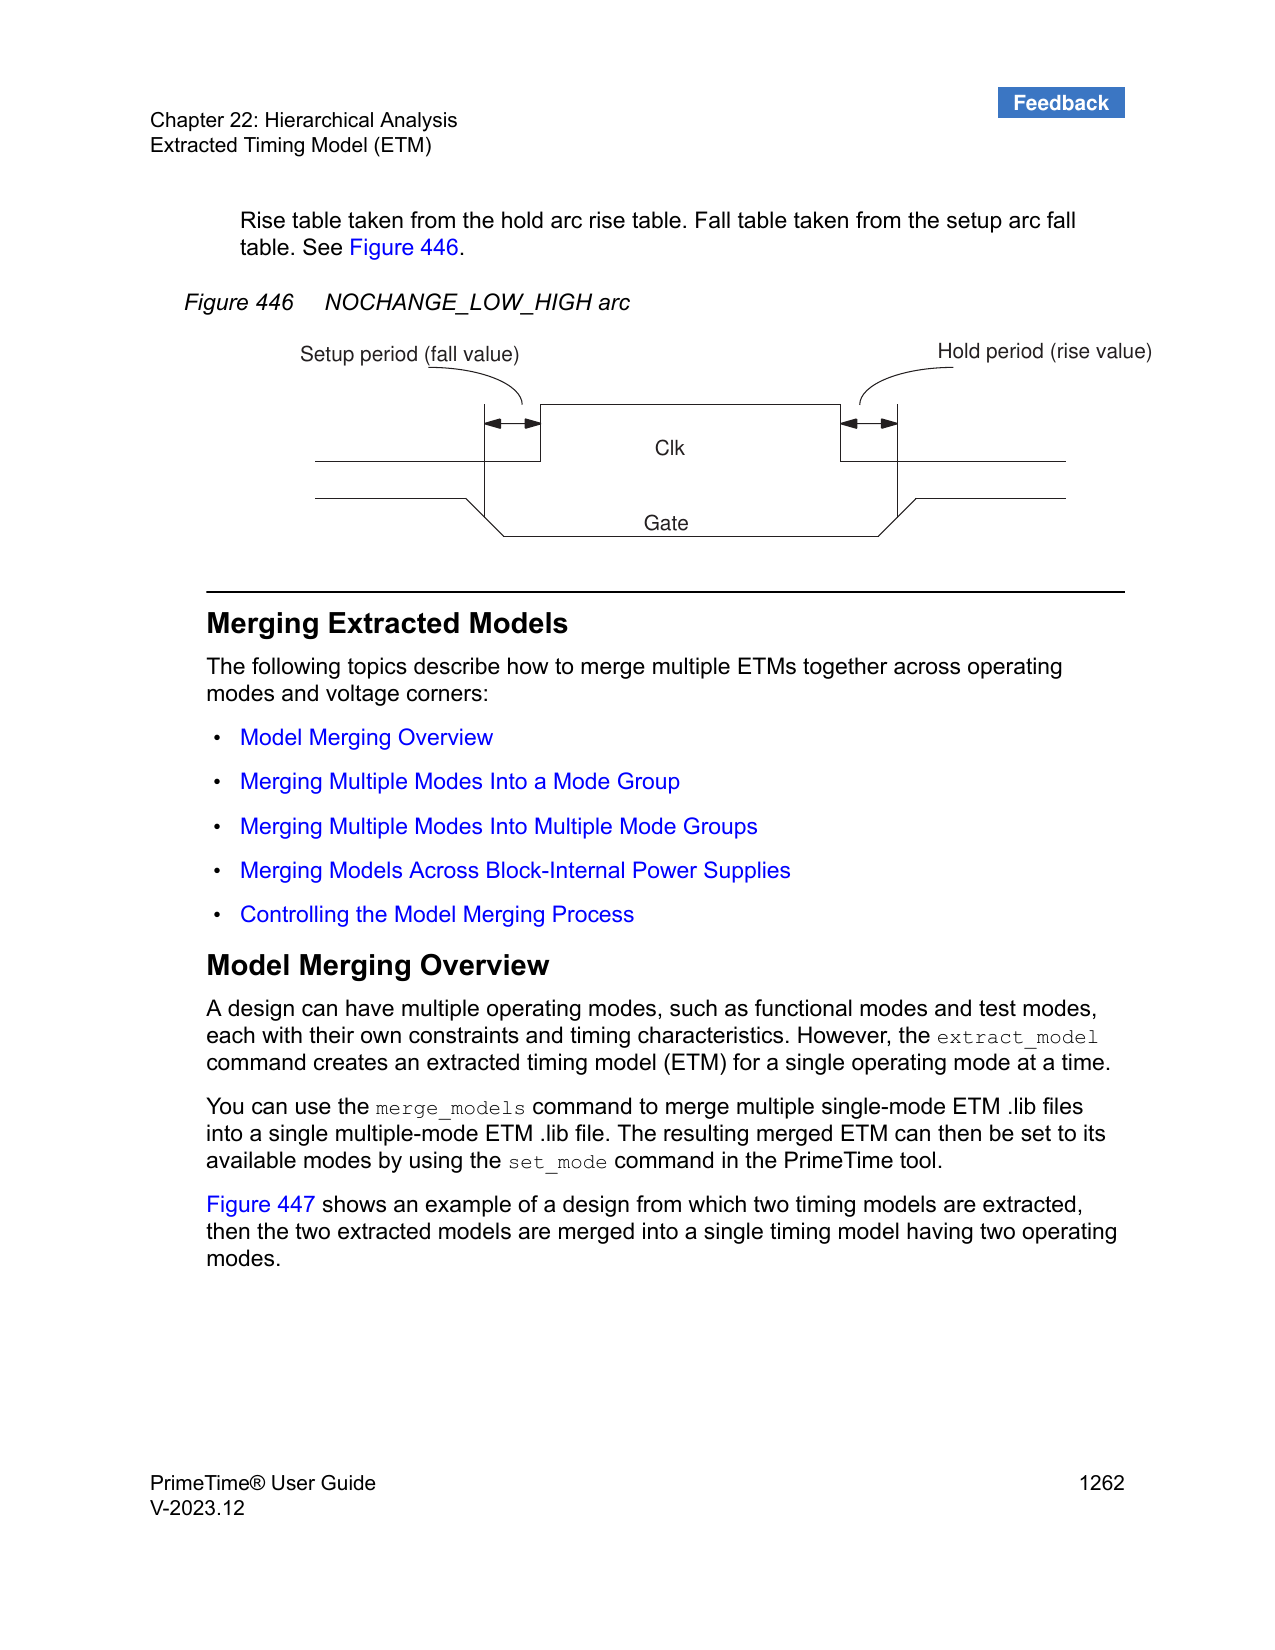 Feedback
Chapter 22: Hierarchical Analysis
Extracted Timing Model (ETM)
Rise table taken from the hold arc rise table. Fall table taken from the setup arc fall
table. See Figure 446.
Figure 446 NOCHANGE_LOW_HIGH arc
Setup period (fall value)
Hold period (rise value)
Clk
Gate
Merging Extracted Models
The following topics describe how to merge multiple ETMs together across operating
modes and voltage corners:
• Model Merging Overview
• Merging Multiple Modes Into a Mode Group
• Merging Multiple Modes Into Multiple Mode Groups
• Merging Models Across Block-Internal Power Supplies
• Controlling the Model Merging Process
Model Merging Overview
A design can have multiple operating modes, such as functional modes and test modes,
each with their own constraints and timing characteristics. However, the extract_model
command creates an extracted timing model (ETM) for a single operating mode at a time.
You can use the merge_models command to merge multiple single-mode ETM .lib files
into a single multiple-mode ETM .lib file. The resulting merged ETM can then be set to its
available modes by using the set_mode command in the PrimeTime tool.
Figure 447 shows an example of a design from which two timing models are extracted,
then the two extracted models are merged into a single timing model having two operating
modes.
PrimeTime® User Guide
1262
V-2023.12